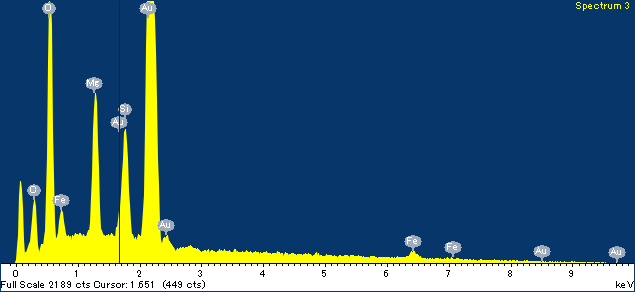 Spectrum 3
O Au
Mg
Si
Au
O
Fe
Au
Fe
Fe
Au
Au
0 1 2 3 4 5 6 7 8 9
Full Scale 2189 cts Cursor: 1.651 (449 cts) keV